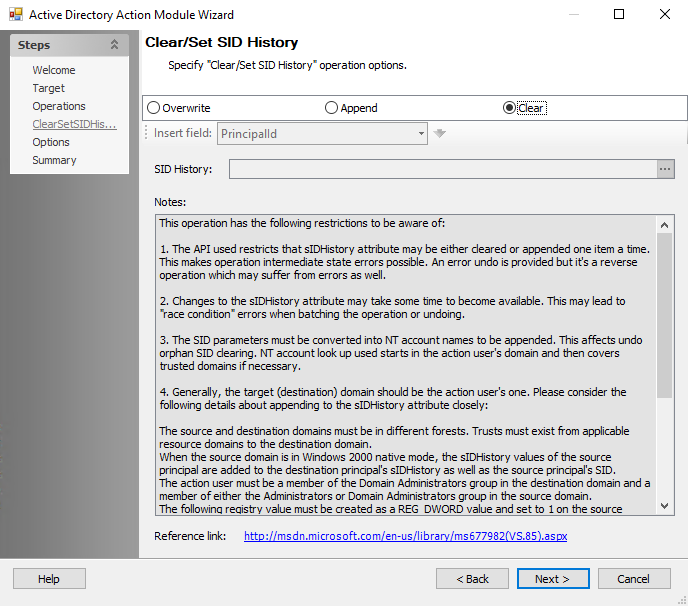 Active Directory Action Module Wizard
Steps
Welcome
Target
Operations
ClearSetSIDHis...
Options
Summary
Clear/Set SID History
Specify "Clear/Set SID History" operation options.
Overwrite
Append
Clear
Insert field:
PrincipalId
SID History:
...
Notes:
This operation has the following restrictions to be aware of:
1. The API used restricts that sIDHistory attribute may be either cleared or appended one item a time.
This makes operation intermediate state errors possible. An error undo is provided but it's a reverse
operation which may suffer from errors as well.
2. Changes to the sIDHistory attribute may take some time to become available. This may lead to
"race condition" errors when batching the operation or undoing.
3. The SID parameters must be converted into NT account names to be appended. This affects undo
orphan SID clearing. NT account look up used starts in the action user's domain and then covers
trusted domains if necessary.
4. Generally, the target (destination) domain should be the action user's one. Please consider the
following details about appending to the sIDHistory attribute closely:
The source and destination domains must be in different forests. Trusts must exist from applicable
resource domains to the destination domain.
When the source domain is in Windows 2000 native mode, the sIDHistory values of the source
principal are added to the destination principal's sIDHistory as well as the source principal's SID.
The action user must be a member of the Domain Administrators group in the destination domain and a
member of either the Administrators or Domain Administrators group in the source domain.
The following registry value must be created as a REG_DWORD value and set to 1 on the source
Reference link:
http://msdn.microsoft.com/en-us/library/ms677982(VS.85).aspx
Help
< Back
Next >
Cancel